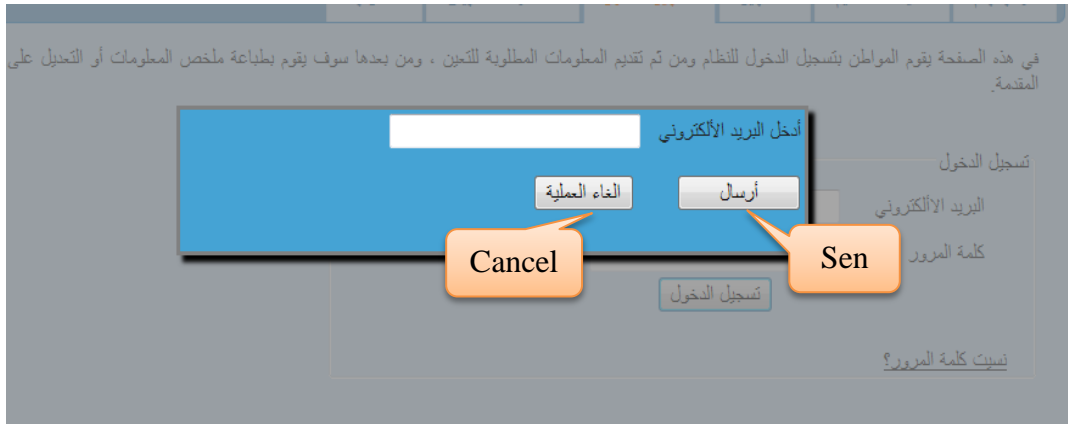 في هذه الصفحة يقوم المواطن بتسجيل الدخول للنظام ومن ثم تقديم المعلومات المطلوبة للتعين ، ومن بعدها سوف يقوم بطباعة ملخص المعلومات أو التعديل على
المقدمة.
أدخل البريد الألكتروني
أرسال
الغاء العملية
تسجيل الدخول
البريد الاألكتروني
Cancel
Sen
كلمة المرور
تسجيل الدخول
نسيت كلمة المرور؟